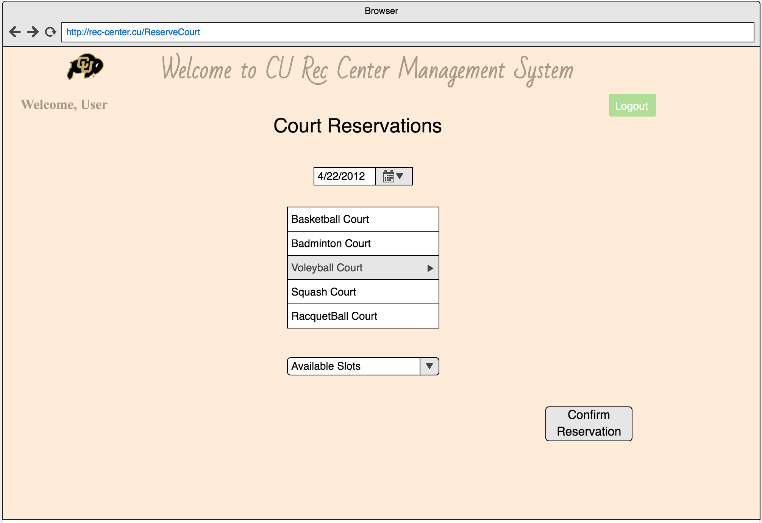 Browser
http://rec-center.cu/ReserveCourt
CU
Welcome to CU Rec Center Management System
Welcome, User
Logout
Court Reservations
4/22/2012
Basketball Court
Badminton Court
Voleyball Court
Squash Court
RacquetBall Court
Available Slots
Confirm
Reservation